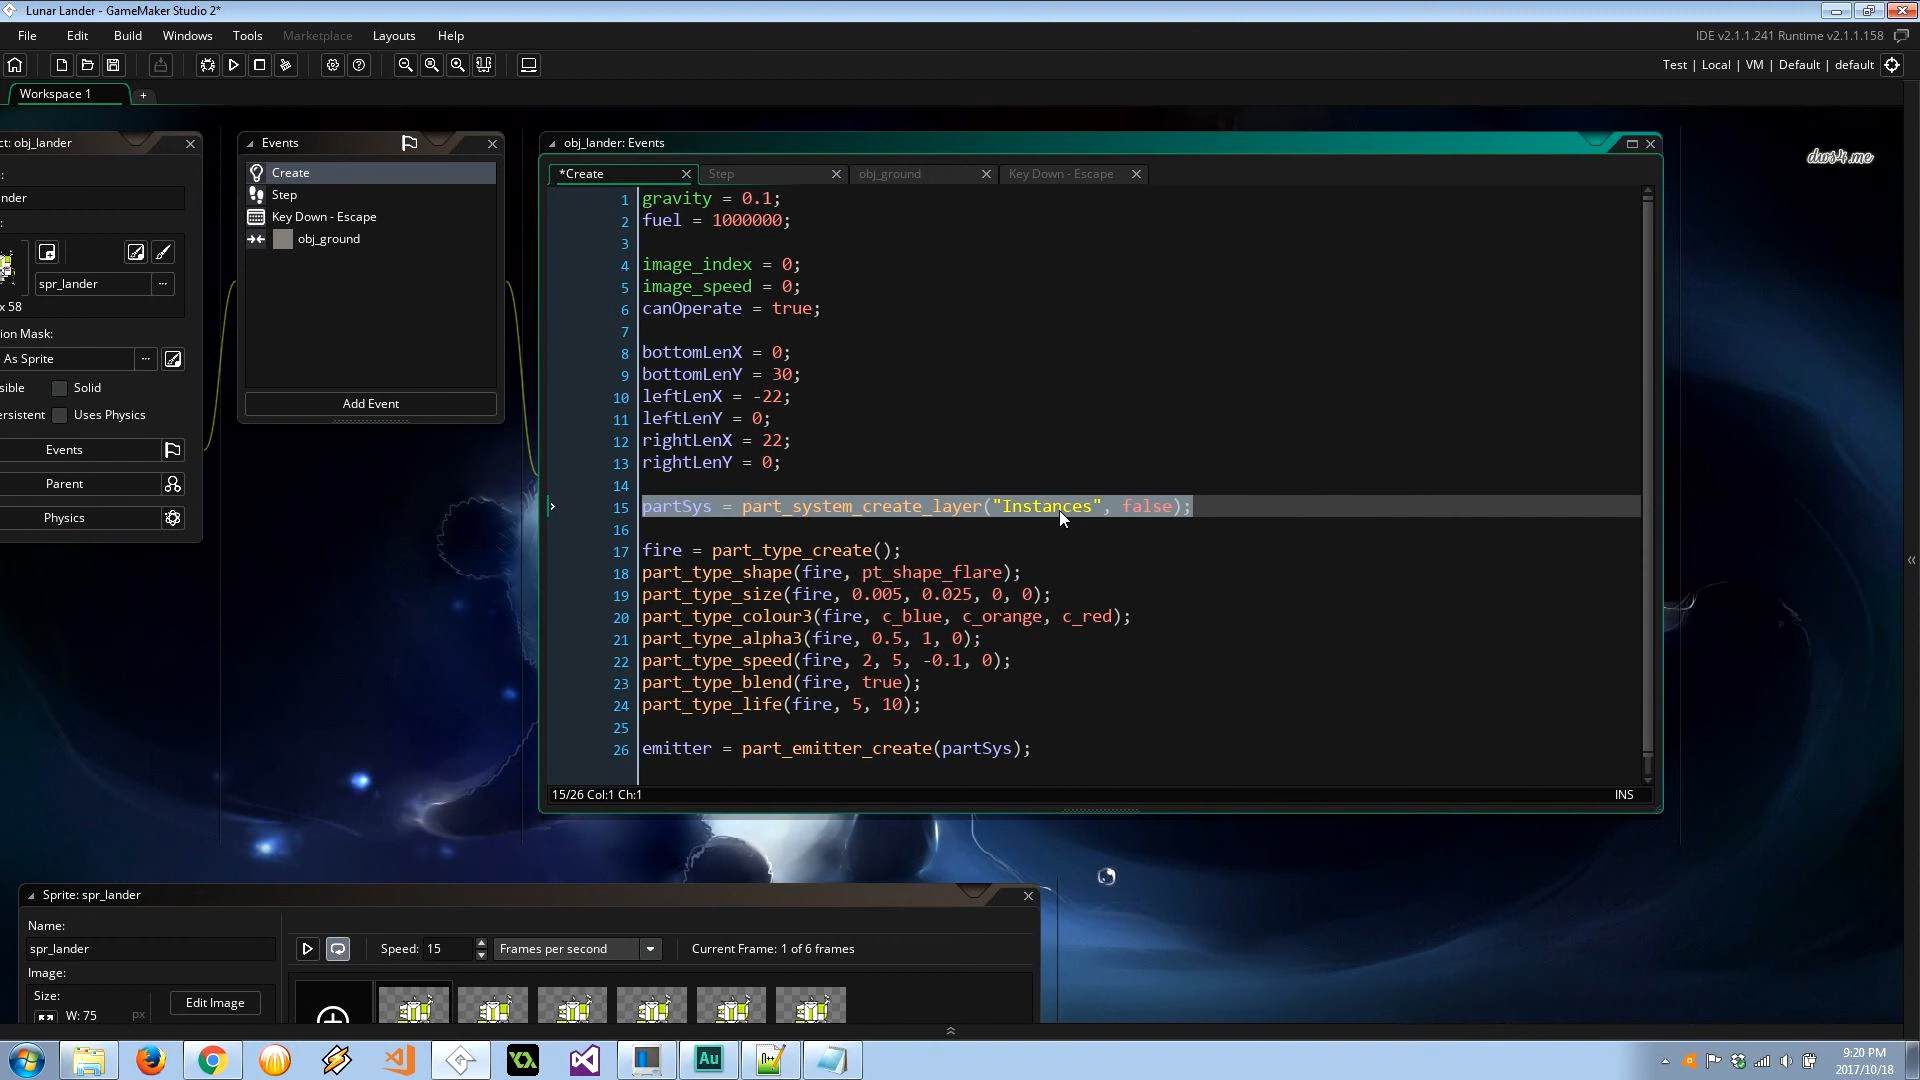 Lunar Lander - GameMaker Studio 2*
File Edit Build Windows Tools Marketplace Layouts Help
IDE v2.1.1.241 Runtime v2.1.1.158
Test | Local | VM | Default | default
Workspace 1 +
ct: obj_lander
nder
spr_lander ...
x 58
ion Mask:
As Sprite ...
sible Solid
ersistent Uses Physics
Events
Parent
Physics
Events
Create
Step
Key Down - Escape
obj_ground
Add Event
obj_lander: Events
*Create Step obj_ground Key Down - Escape
1 gravity = 0.1;
2 fuel = 1000000;
3
4 image_index = 0;
5 image_speed = 0;
6 canOperate = true;
7
8 bottomLenX = 0;
9 bottomLenY = 30;
10 leftLenX = -22;
11 leftLenY = 0;
12 rightLenX = 22;
13 rightLenY = 0;
14
15 partSys = part_system_create_layer("Instances", false);
16
17 fire = part_type_create();
18 part_type_shape(fire, pt_shape_flare);
19 part_type_size(fire, 0.005, 0.025, 0, 0);
20 part_type_colour3(fire, c_blue, c_orange, c_red);
21 part_type_alpha3(fire, 0.5, 1, 0);
22 part_type_speed(fire, 2, 5, -0.1, 0);
23 part_type_blend(fire, true);
24 part_type_life(fire, 5, 10);
25
26 emitter = part_emitter_create(partSys);
15/26 Col:1 Ch:1 INS
dws4.me
Sprite: spr_lander
Name:
spr_lander
Image:
Size:
W: 75 px
Edit Image
Speed: 15 Frames per second Current Frame: 1 of 6 frames
Au
9:20 PM
2017/10/18